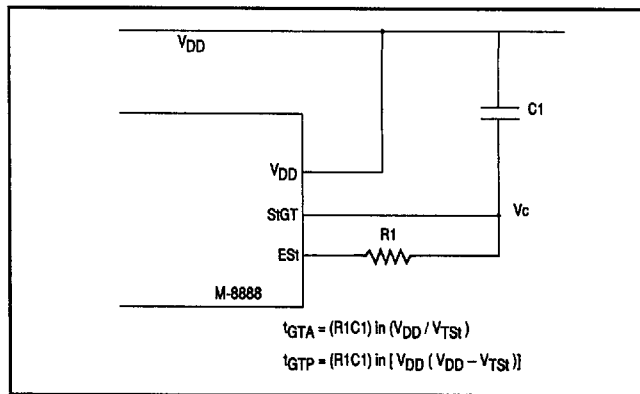 VDD
C1
VDD
StGT
Vc
R1
ESt
M-8888
tGTA = (R1C1) in (VDD / VTSt)
tGTP = (R1C1) in [ VDD ( VDD – VTSt)]